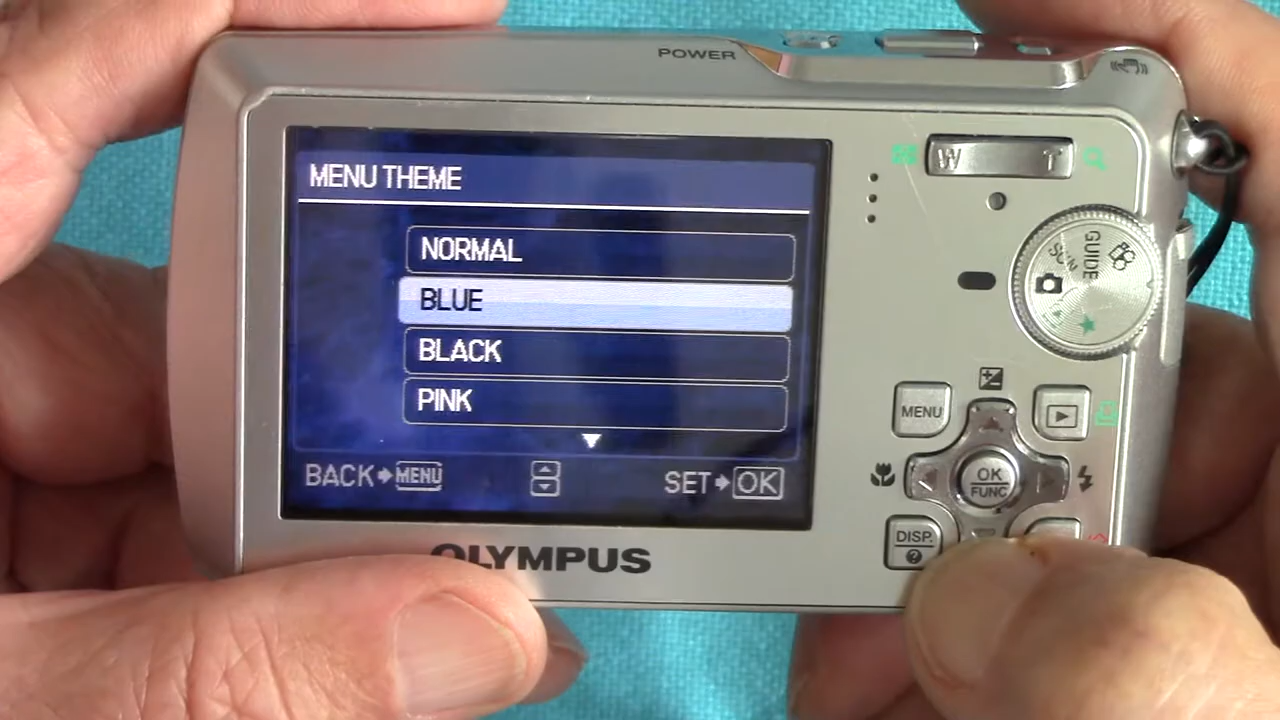 POWER
MENU THEME
W T
NORMAL
GUIDE
SCN
BLUE
BLACK
PINK
MENU
BACK MENU
SET OK
OK
FUNC
DISP.
?
OLYMPUS